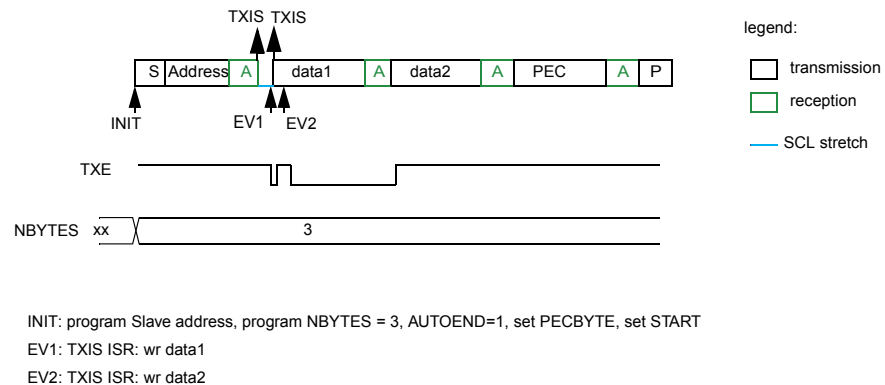 TXIS TXIS
legend:
S Address A data1 A data2 A PEC A P
transmission
reception
INIT EV1 EV2
SCL stretch
TXE
NBYTES xx 3
INIT: program Slave address, program NBYTES = 3, AUTOEND=1, set PECBYTE, set START
EV1: TXIS ISR: wr data1
EV2: TXIS ISR: wr data2